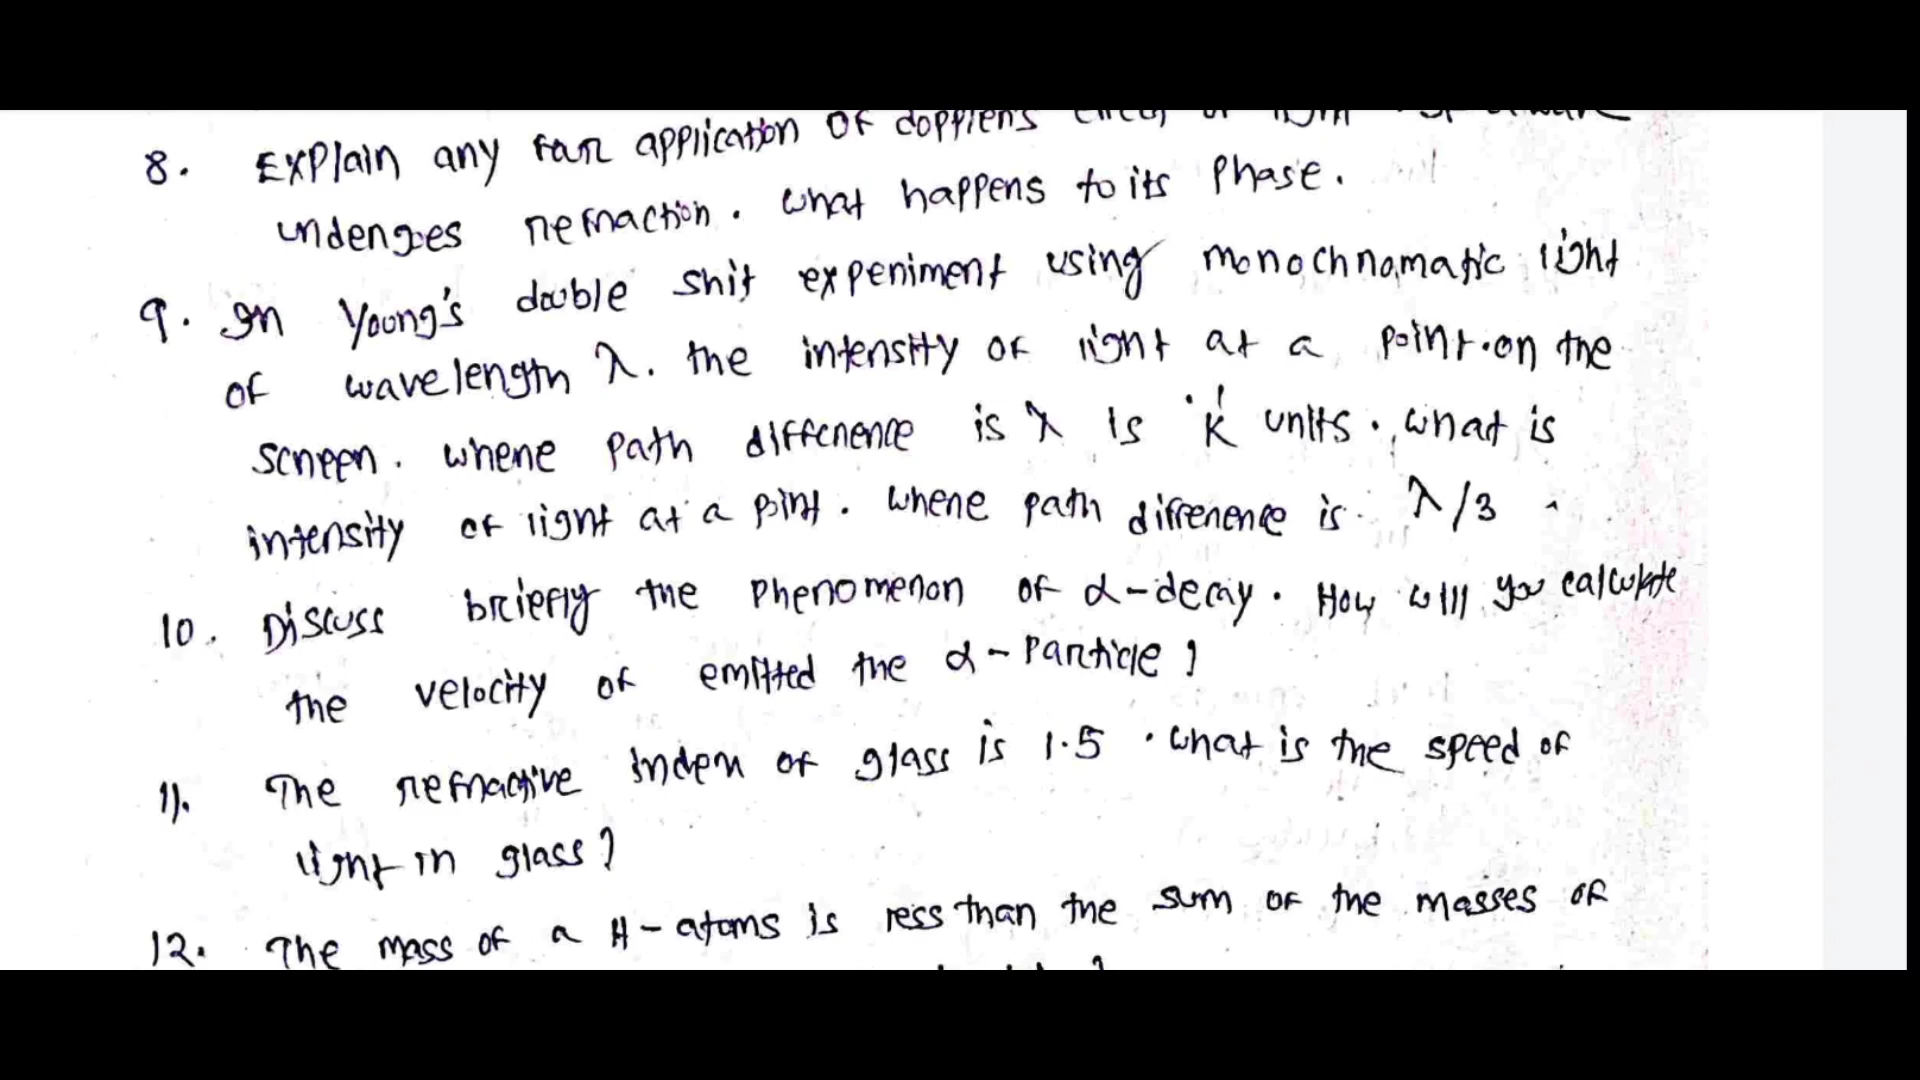 8. Explain any four application of doppler's
undergoes refraction. what happens to its phase.
9. In Young's double shit experiment using monochromatic light
of wavelength λ. the intensity of light at a point on the
screen. where path difference is λ is 'K' units. what is
intensity of light at a point. where path difference is λ/3
10. Discuss briefly the phenomenon of α-decay. How will you calculate
the velocity of emitted the α-particle?
11. The refractive index of glass is 1.5. what is the speed of
light in glass?
12. The mass of a H-atoms is ress than the sum of the masses of